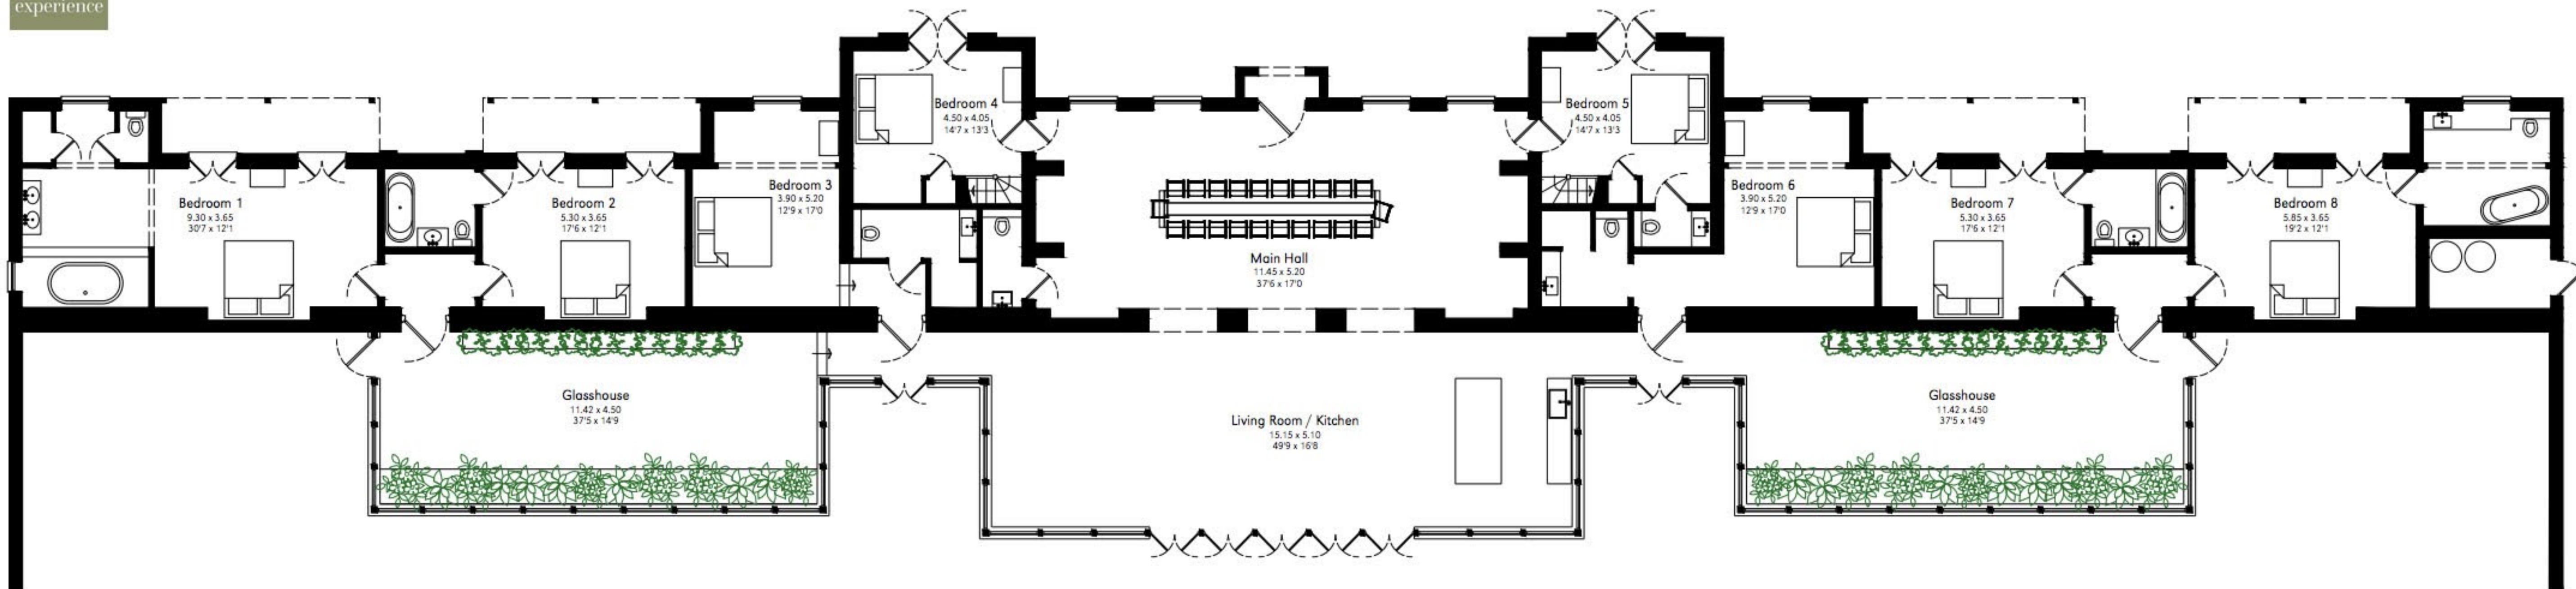 experience
Bedroom 1
9.30 x 3.65
30'7 x 12'1
Bedroom 2
5.30 x 3.65
17'6 x 12'1
Bedroom 3
3.90 x 5.20
12'9 x 17'0
Bedroom 4
4.50 x 4.05
14'7 x 13'3
Main Hall
11.45 x 5.20
37'6 x 17'0
Bedroom 5
4.50 x 4.05
14'7 x 13'3
Bedroom 6
3.90 x 5.20
12'9 x 17'0
Bedroom 7
5.30 x 3.65
17'6 x 12'1
Bedroom 8
5.85 x 3.65
19'2 x 12'1
Glasshouse
11.42 x 4.50
37'5 x 14'9
Living Room / Kitchen
15.15 x 5.10
49'9 x 16'8
Glasshouse
11.42 x 4.50
37'5 x 14'9